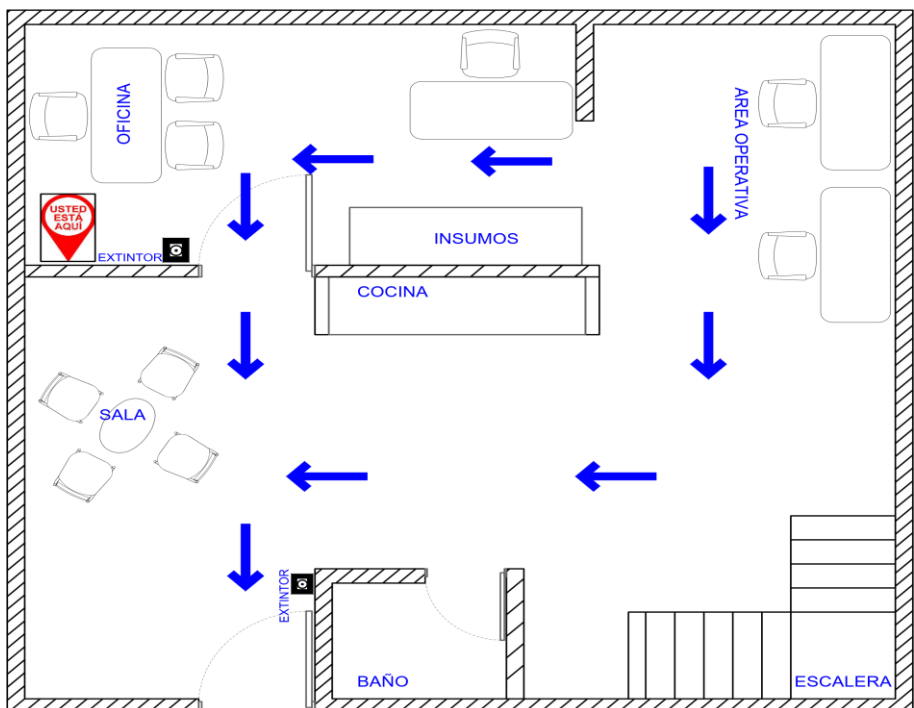 OFICINA
AREA OPERATIVA
USTED
ESTÁ
AQUÍ
EXTINTOR
INSUMOS
COCINA
SALA
EXTINTOR
BAÑO
ESCALERA